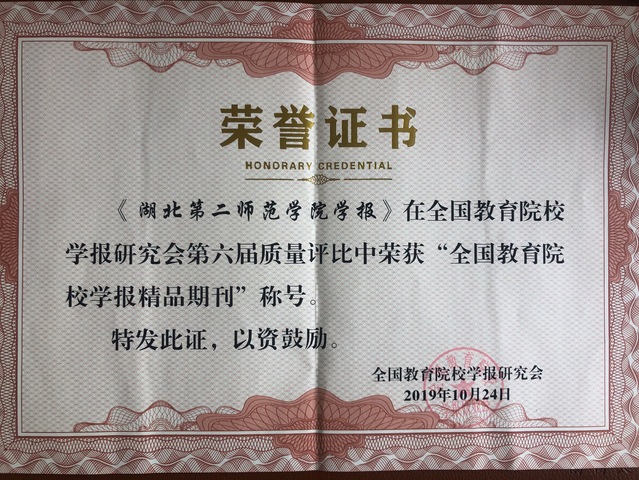 荣誉证书
HONORARY CREDENTIAL
《湖北第二师范学院学报》在全国教育院校
学报研究会第六届质量评比中荣获“全国教育院
校学报精品期刊”称号。
特发此证，以资鼓励。
全国教育院校学报研究会
2019年10月24日